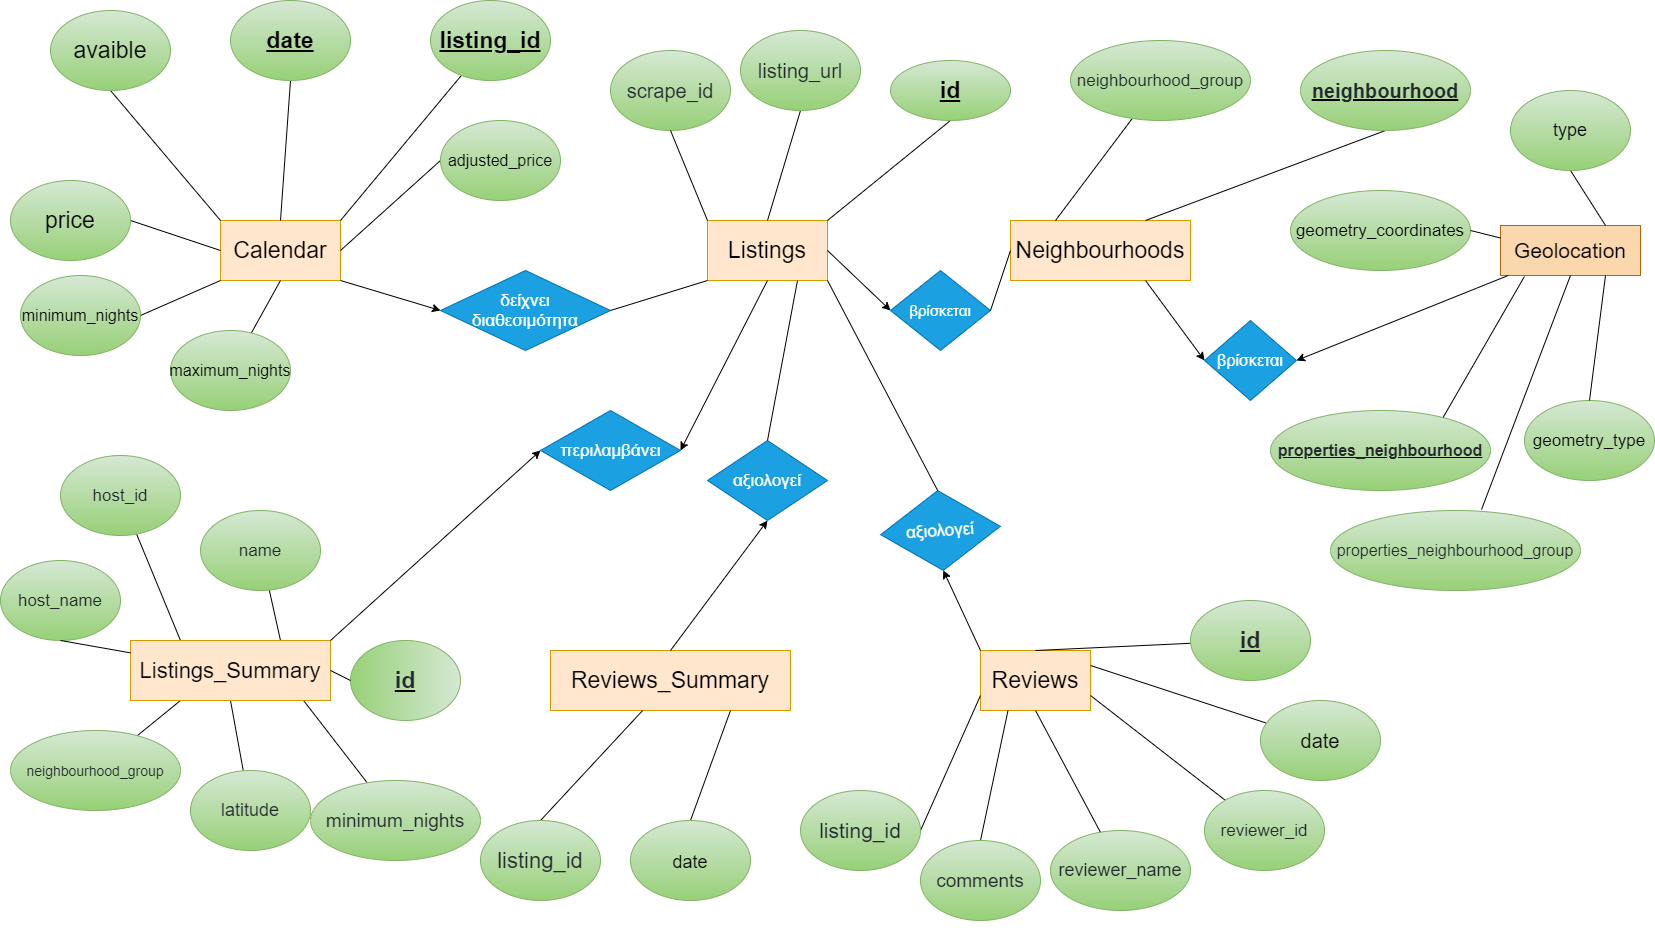 avaible
date
listing_id
scrape_id
listing_url
id
neighbourhood_group
neighbourhood
type
adjusted_price
price
geometry_coordinates
Calendar
Listings
Neighbourhoods
Geolocation
minimum_nights
δείχνει
διαθεσιμότητα
βρίσκεται
βρίσκεται
maximum_nights
περιλαμβάνει
αξιολογεί
properties_neighbourhood
geometry_type
host_id
name
αξιολογεί
properties_neighbourhood_group
host_name
Listings_Summary
id
Reviews_Summary
Reviews
id
neighbourhood_group
latitude
minimum_nights
date
listing_id
date
listing_id
comments
reviewer_name
reviewer_id